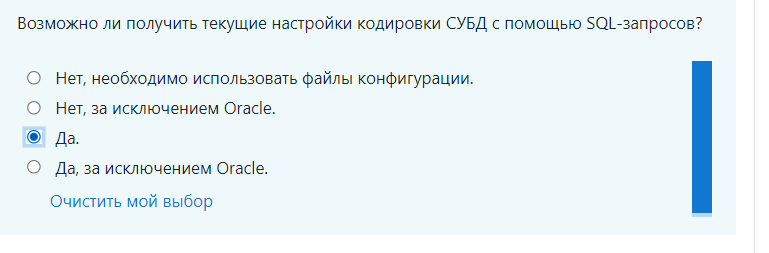 Возможно ли получить текущие настройки кодировки СУБД с помощью SQL-запросов?
Нет, необходимо использовать файлы конфигурации.
Нет, за исключением Oracle.
Да.
Да, за исключением Oracle.
Очистить мой выбор